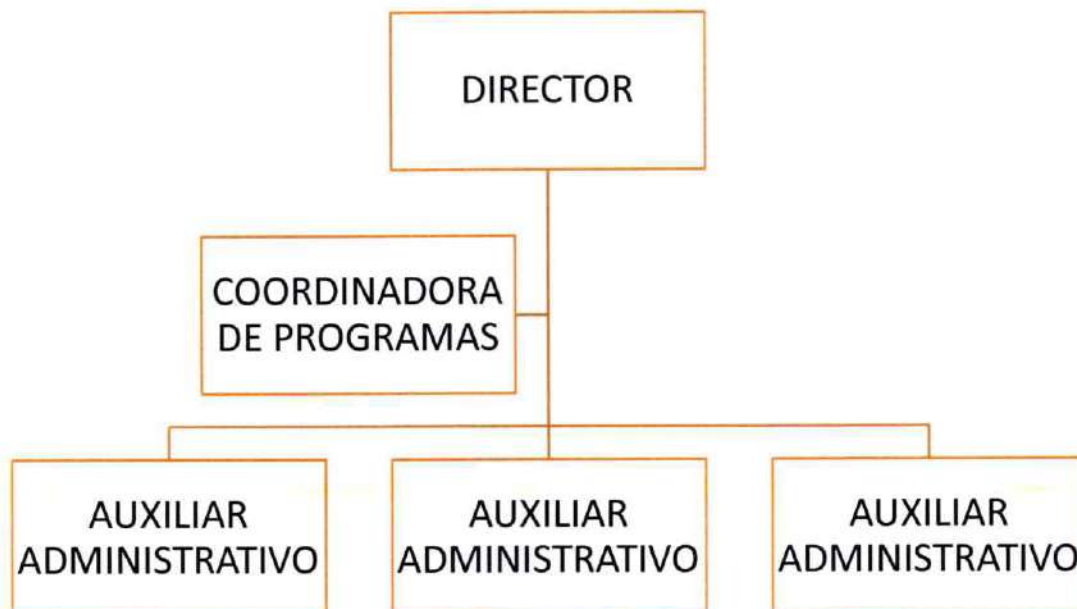 DIRECTOR
COORDINADORA
DE PROGRAMAS
AUXILIAR
ADMINISTRATIVO
AUXILIAR
ADMINISTRATIVO
AUXILIAR
ADMINISTRATIVO